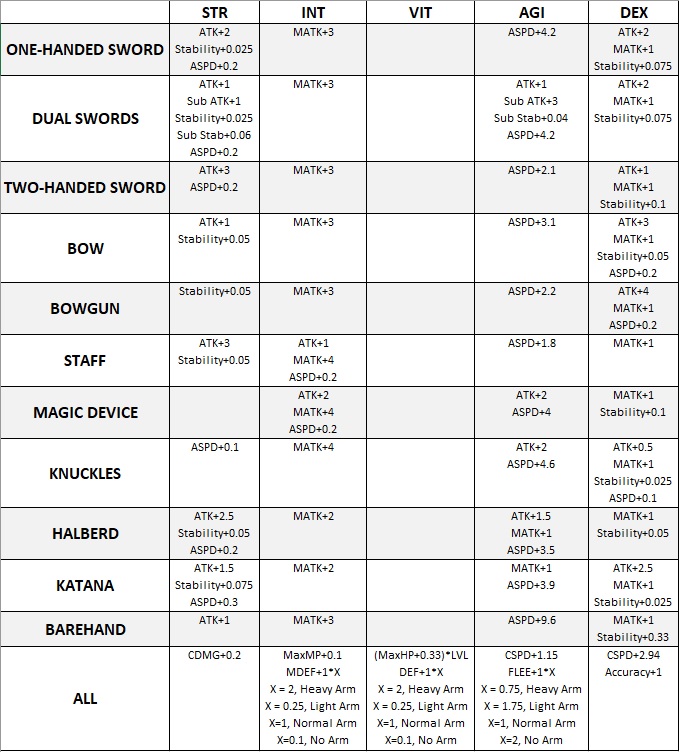 STR INT VIT AGI DEX
ONE-HANDED SWORD
ATK+2
Stability+0.025
ASPD+0.2
MATK+3
ASPD+4.2
ATK+2
MATK+1
Stability+0.075
DUAL SWORDS
ATK+1
Sub ATK+1
Stability+0.025
Sub Stab+0.06
ASPD+0.2
MATK+3
ATK+1
Sub ATK+3
Sub Stab+0.04
ASPD+4.2
ATK+2
MATK+1
Stability+0.075
TWO-HANDED SWORD
ATK+3
ASPD+0.2
MATK+3
ASPD+2.1
ATK+1
MATK+1
Stability+0.1
BOW
ATK+1
Stability+0.05
MATK+3
ASPD+3.1
ATK+3
MATK+1
Stability+0.05
ASPD+0.2
BOWGUN
Stability+0.05
MATK+3
ASPD+2.2
ATK+4
MATK+1
ASPD+0.2
STAFF
ATK+3
Stability+0.05
ATK+1
MATK+4
ASPD+0.2
ASPD+1.8
MATK+1
MAGIC DEVICE
ATK+2
MATK+4
ASPD+0.2
ATK+2
ASPD+4
MATK+1
Stability+0.1
KNUCKLES
ASPD+0.1
MATK+4
ATK+2
ASPD+4.6
ATK+0.5
MATK+1
Stability+0.025
ASPD+0.1
HALBERD
ATK+2.5
Stability+0.05
ASPD+0.2
MATK+2
ATK+1.5
MATK+1
ASPD+3.5
MATK+1
Stability+0.05
KATANA
ATK+1.5
Stability+0.075
ASPD+0.3
MATK+2
MATK+1
ASPD+3.9
ATK+2.5
MATK+1
Stability+0.025
BAREHAND
ATK+1
MATK+3
ASPD+9.6
MATK+1
Stability+0.33
ALL
CDMG+0.2
MaxMP+0.1
MDEF+1*X
X = 2, Heavy Arm
X = 0.25, Light Arm
X=1, Normal Arm
X=0.1, No Arm
(MaxHP+0.33)*LVL
DEF+1*X
X = 2, Heavy Arm
X = 0.25, Light Arm
X=1, Normal Arm
X=0.1, No Arm
CSPD+1.15
FLEE+1*X
X = 0.75, Heavy Arm
X = 1.75, Light Arm
X=1, Normal Arm
X=2, No Arm
CSPD+2.94
Accuracy+1